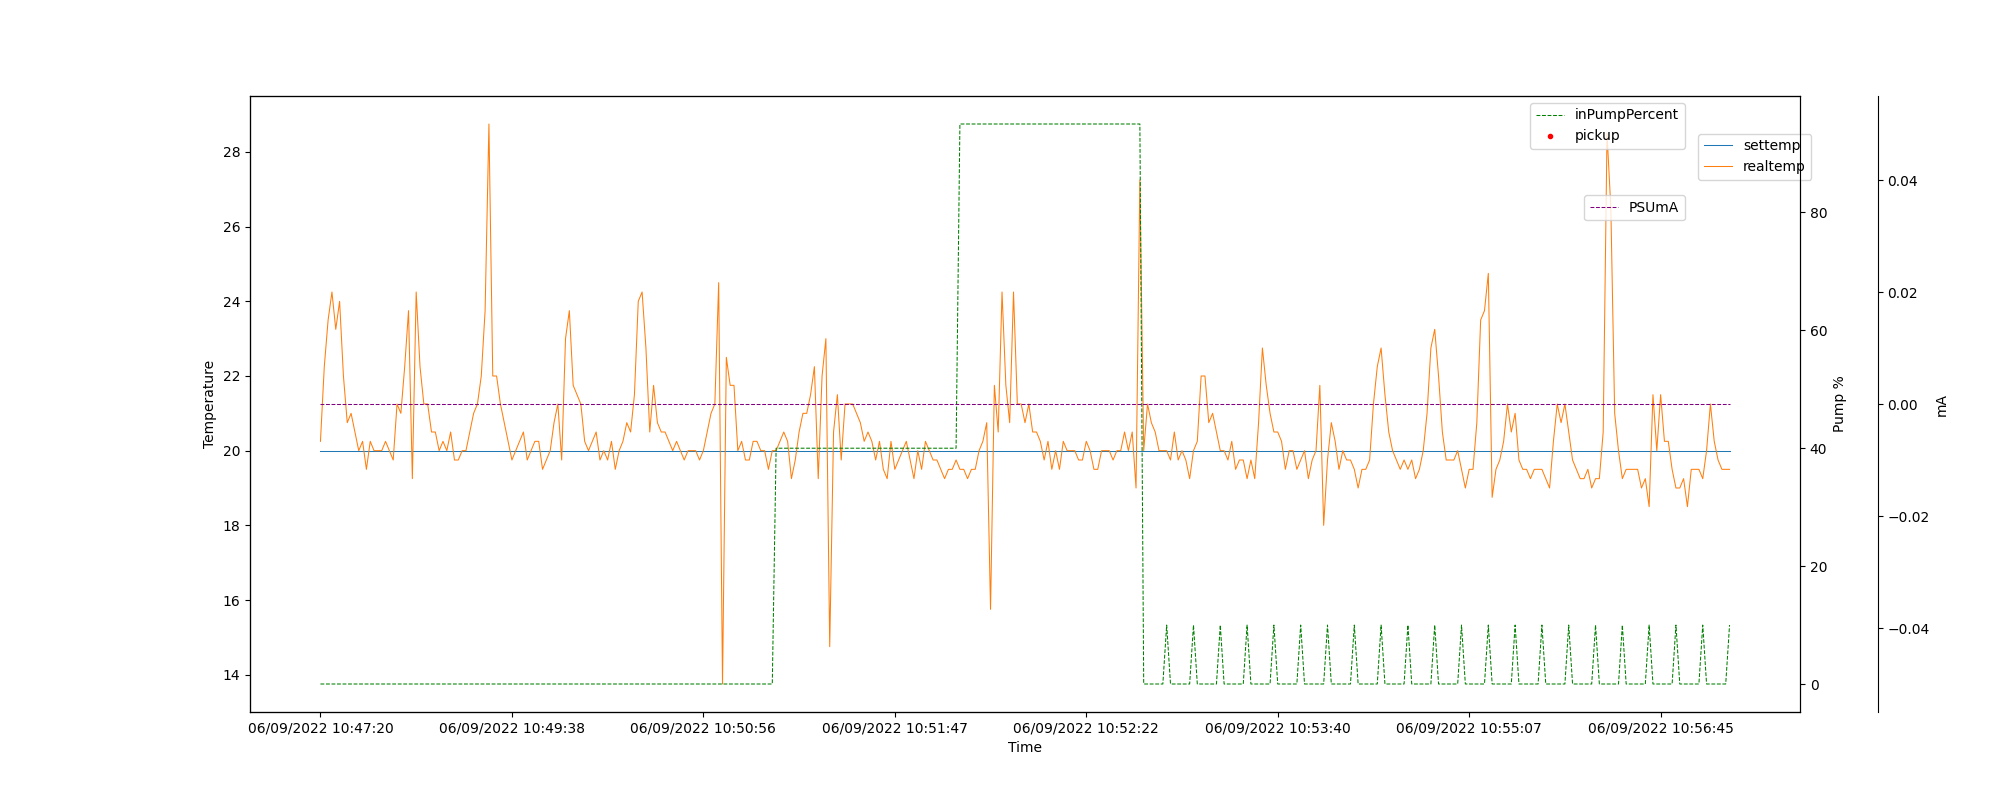 inPumpPercent
pickup
settemp
realtemp
PSUmA
28
26
24
22
20
18
16
14
Temperature
80
60
40
20
0
Pump %
0.04
0.02
0.00
−0.02
−0.04
mA
06/09/2022 10:47:20
06/09/2022 10:49:38
06/09/2022 10:50:56
06/09/2022 10:51:47
06/09/2022 10:52:22
06/09/2022 10:53:40
06/09/2022 10:55:07
06/09/2022 10:56:45
Time